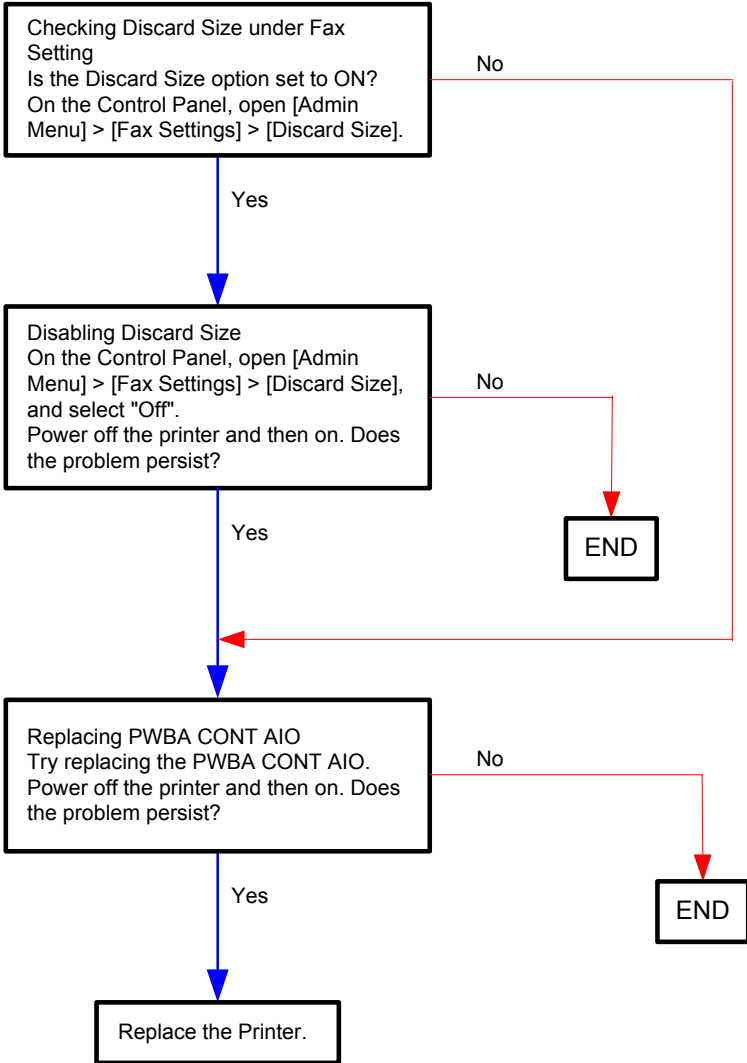 Checking Discard Size under Fax
Setting
Is the Discard Size option set to ON?
On the Control Panel, open [Admin
Menu] > [Fax Settings] > [Discard Size].
No
Yes
Disabling Discard Size
On the Control Panel, open [Admin
Menu] > [Fax Settings] > [Discard Size],
and select "Off".
Power off the printer and then on. Does
the problem persist?
No
Yes
END
Replacing PWBA CONT AIO
Try replacing the PWBA CONT AIO.
Power off the printer and then on. Does
the problem persist?
No
Yes
END
Replace the Printer.